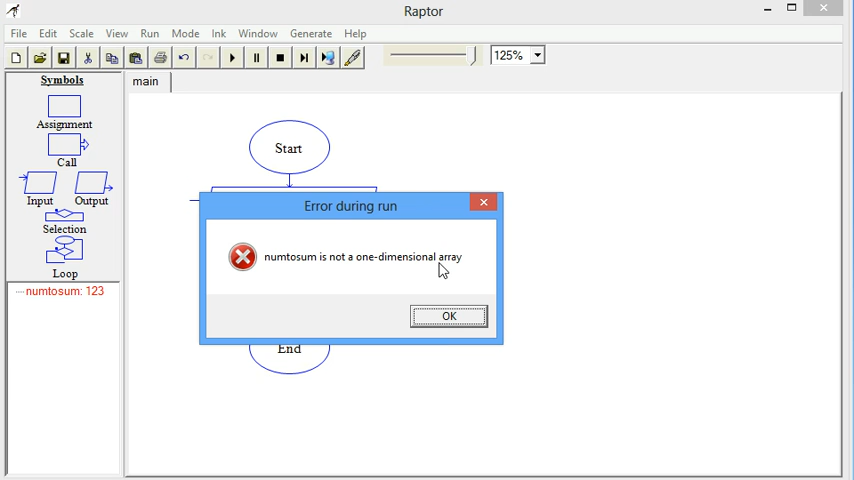 Raptor
File Edit Scale View Run Mode Ink Window Generate Help
125%
Symbols
main
Assignment
Call
Input Output
Selection
Loop
numtosum: 123
Start
Error during run
numtosum is not a one-dimensional array
OK
End